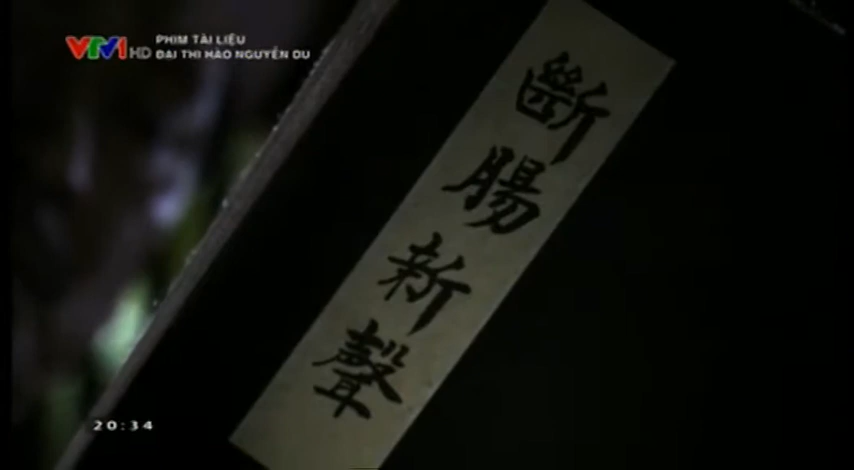 VTV1 HD
PHIM TÀI LIỆU
ĐẠI THI HÀO NGUYỄN DU
斷腸新聲
20:34